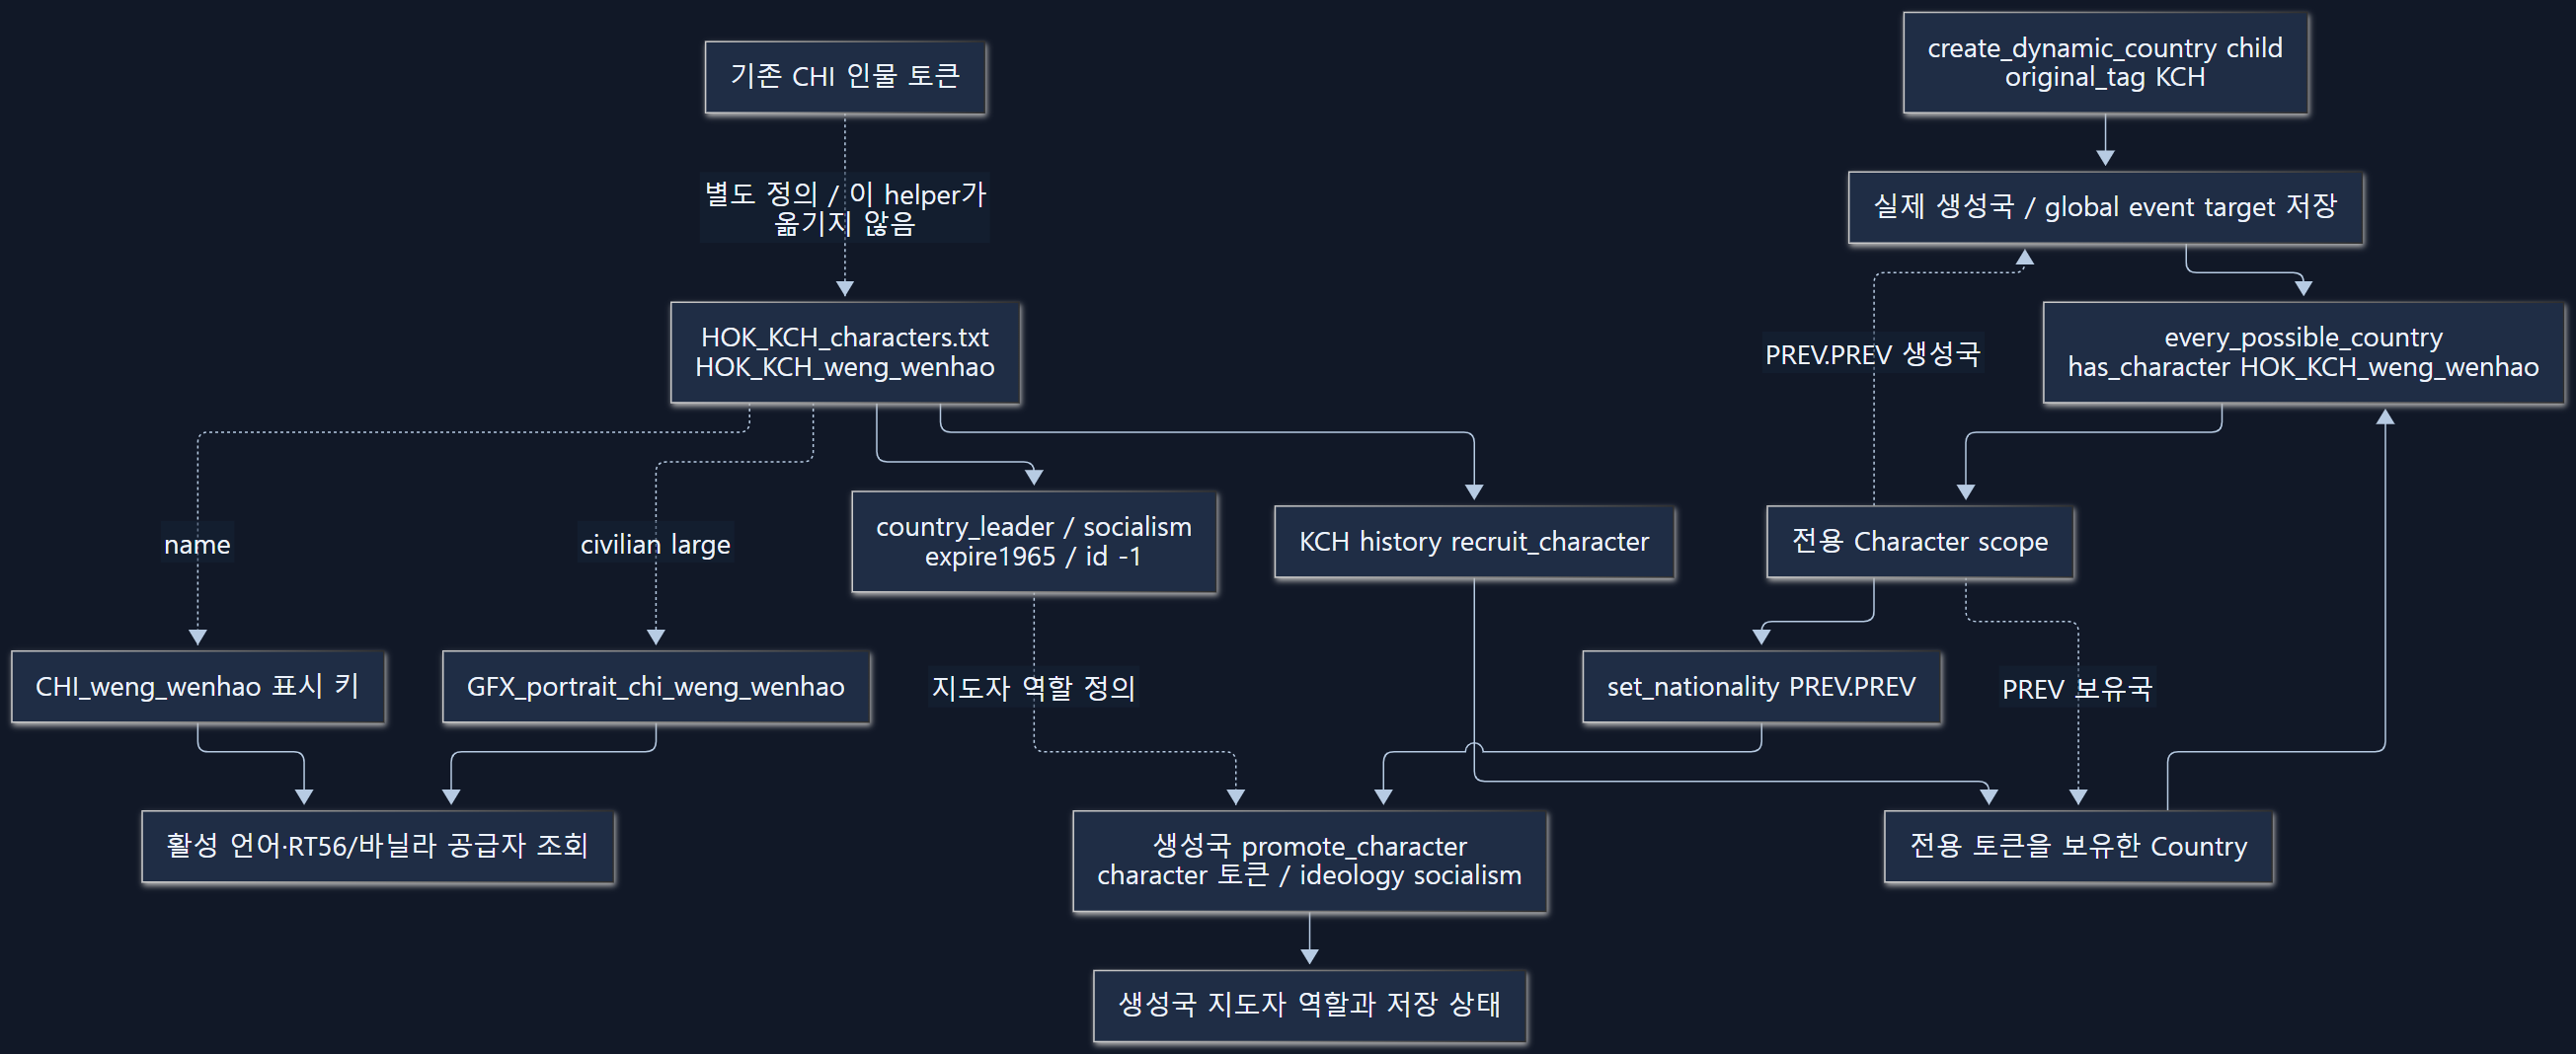 기존 CHI 인물 토큰
create_dynamic_country child
original_tag KCH
별도 정의 / 이 helper가
옮기지 않음
실제 생성국 / global event target 저장
HOK_KCH_characters.txt
HOK_KCH_weng_wenhao
PREV.PREV 생성국
every_possible_country
has_character HOK_KCH_weng_wenhao
name
civilian large
country_leader / socialism
expire1965 / id -1
KCH history recruit_character
전용 Character scope
CHI_weng_wenhao 표시 키
GFX_portrait_chi_weng_wenhao
지도자 역할 정의
set_nationality PREV.PREV
PREV 보유국
활성 언어·RT56/바닐라 공급자 조회
생성국 promote_character
character 토큰 / ideology socialism
전용 토큰을 보유한 Country
생성국 지도자 역할과 저장 상태